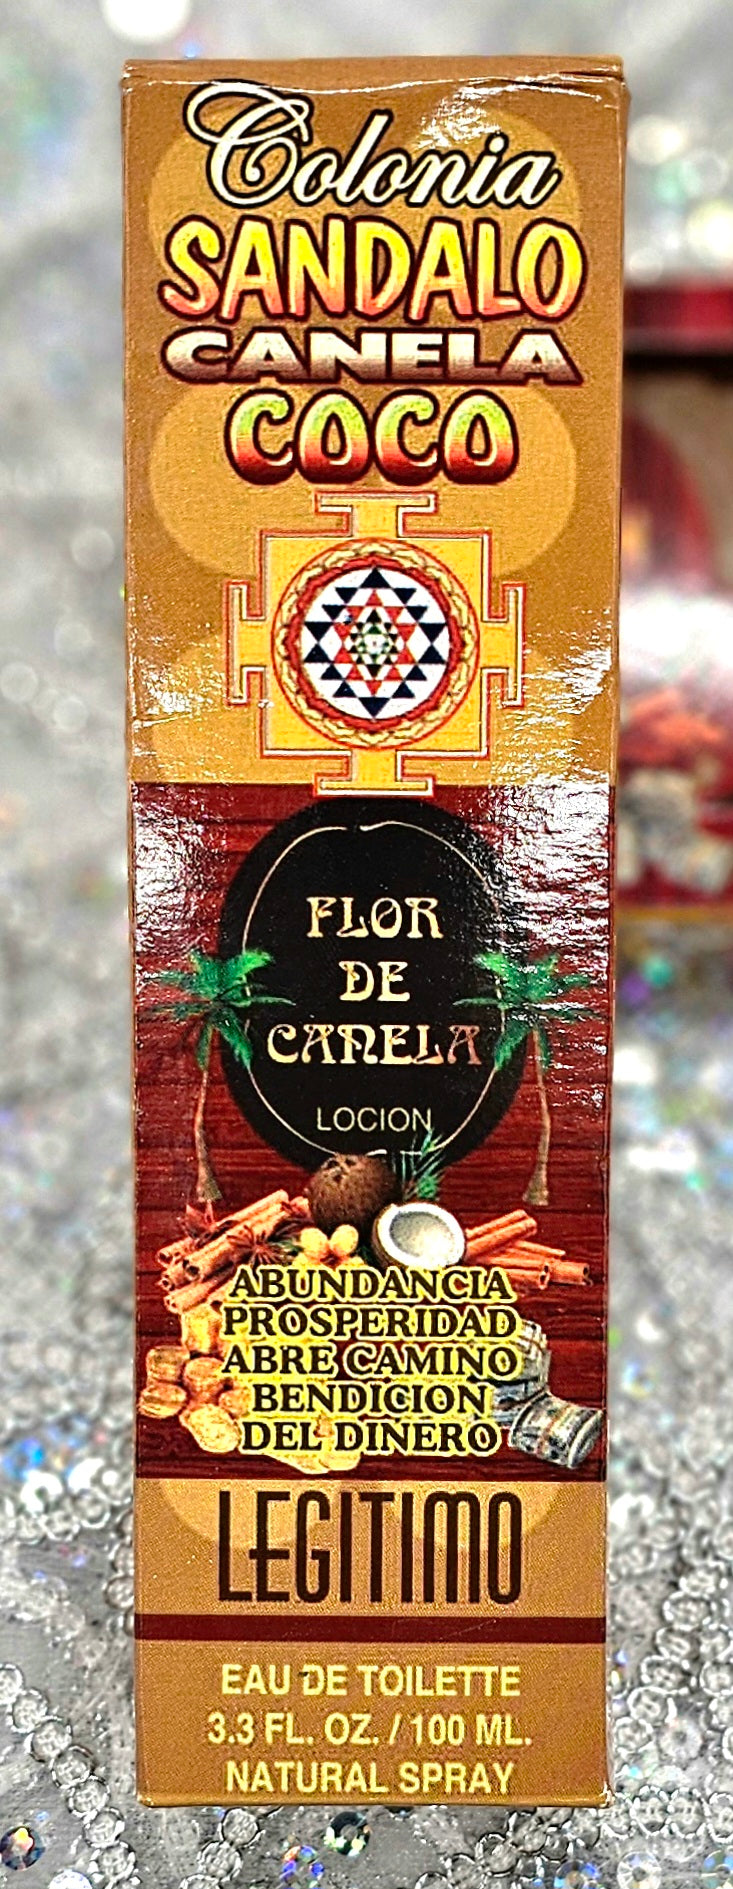 Colonia
SANDALO
CANELA
COCO
FLOR
DE
CANELA
LOCION
ABUNDANCIA
PROSPERIDAD
ABRE CAMINO
BENDICION
DEL DINERO
LEGITIMO
EAU DE TOILETTE
3.3 FL. OZ. / 100 ML.
NATURAL SPRAY